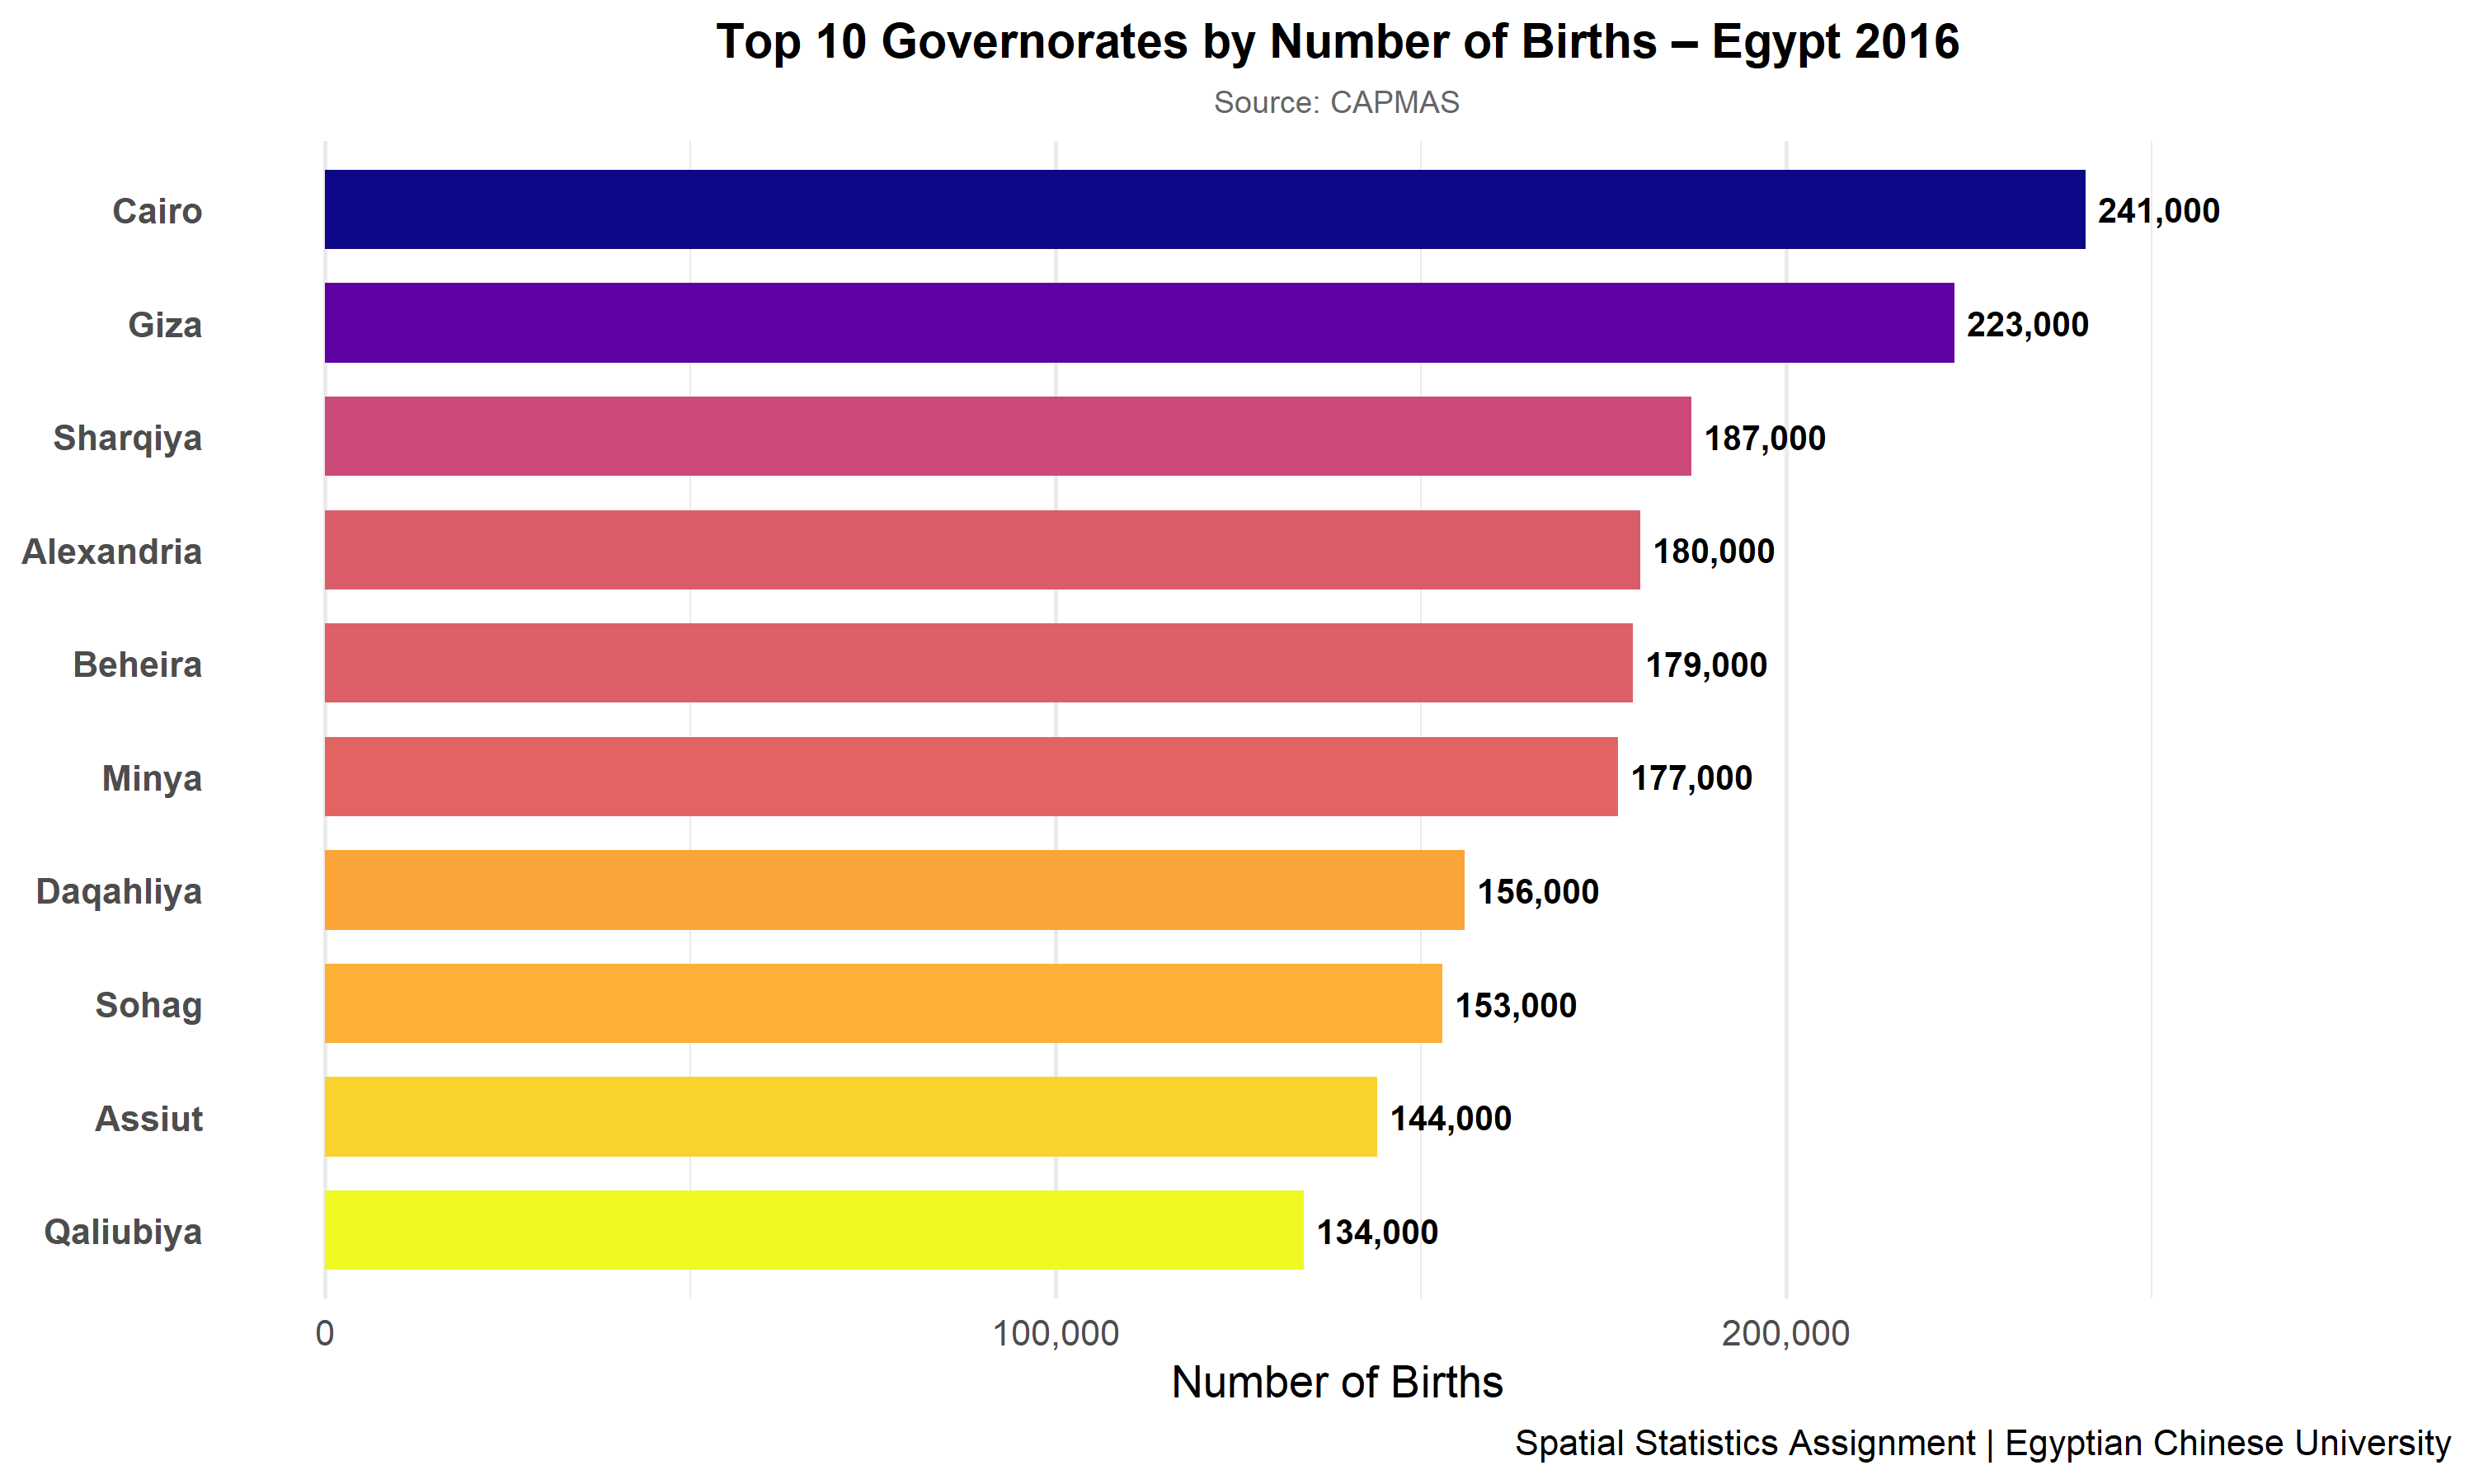 Top 10 Governorates by Number of Births – Egypt 2016
Source: CAPMAS
Cairo 241,000
Giza 223,000
Sharqiya 187,000
Alexandria 180,000
Beheira 179,000
Minya 177,000
Daqahliya 156,000
Sohag 153,000
Assiut 144,000
Qaliubiya 134,000
0 100,000 200,000
Number of Births
Spatial Statistics Assignment | Egyptian Chinese University